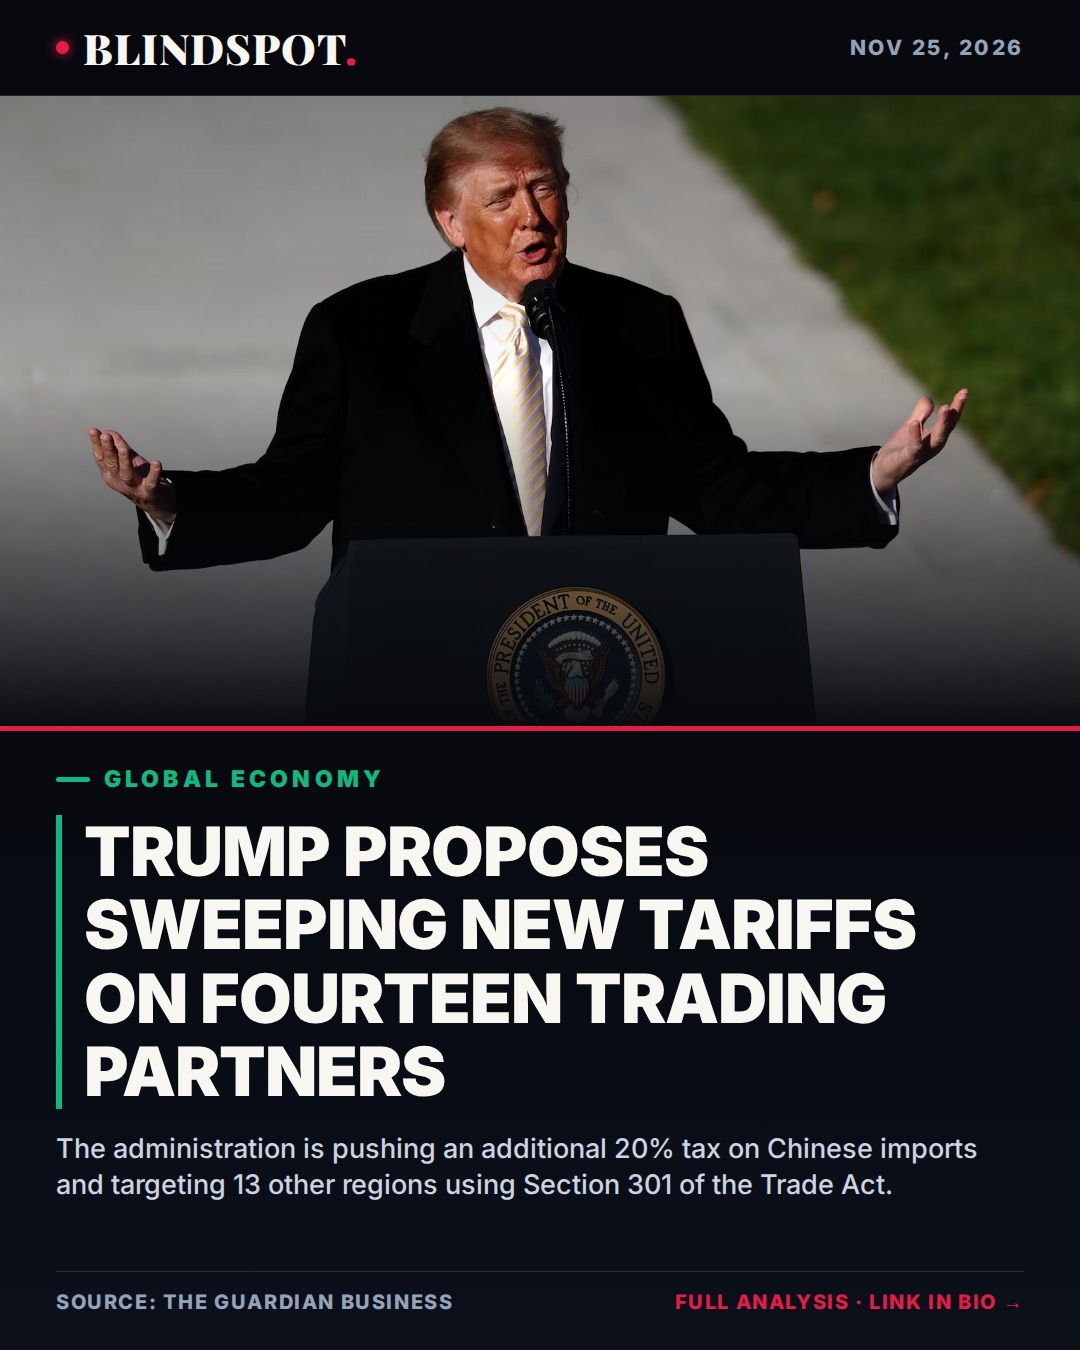 BLINDSPOT.
NOV 25, 2026
PRESIDENT OF THE UNITED
GLOBAL ECONOMY
TRUMP PROPOSES
SWEEPING NEW TARIFFS
ON FOURTEEN TRADING
PARTNERS
The administration is pushing an additional 20% tax on Chinese imports
and targeting 13 other regions using Section 301 of the Trade Act.
SOURCE: THE GUARDIAN BUSINESS
FULL ANALYSIS · LINK IN BIO →